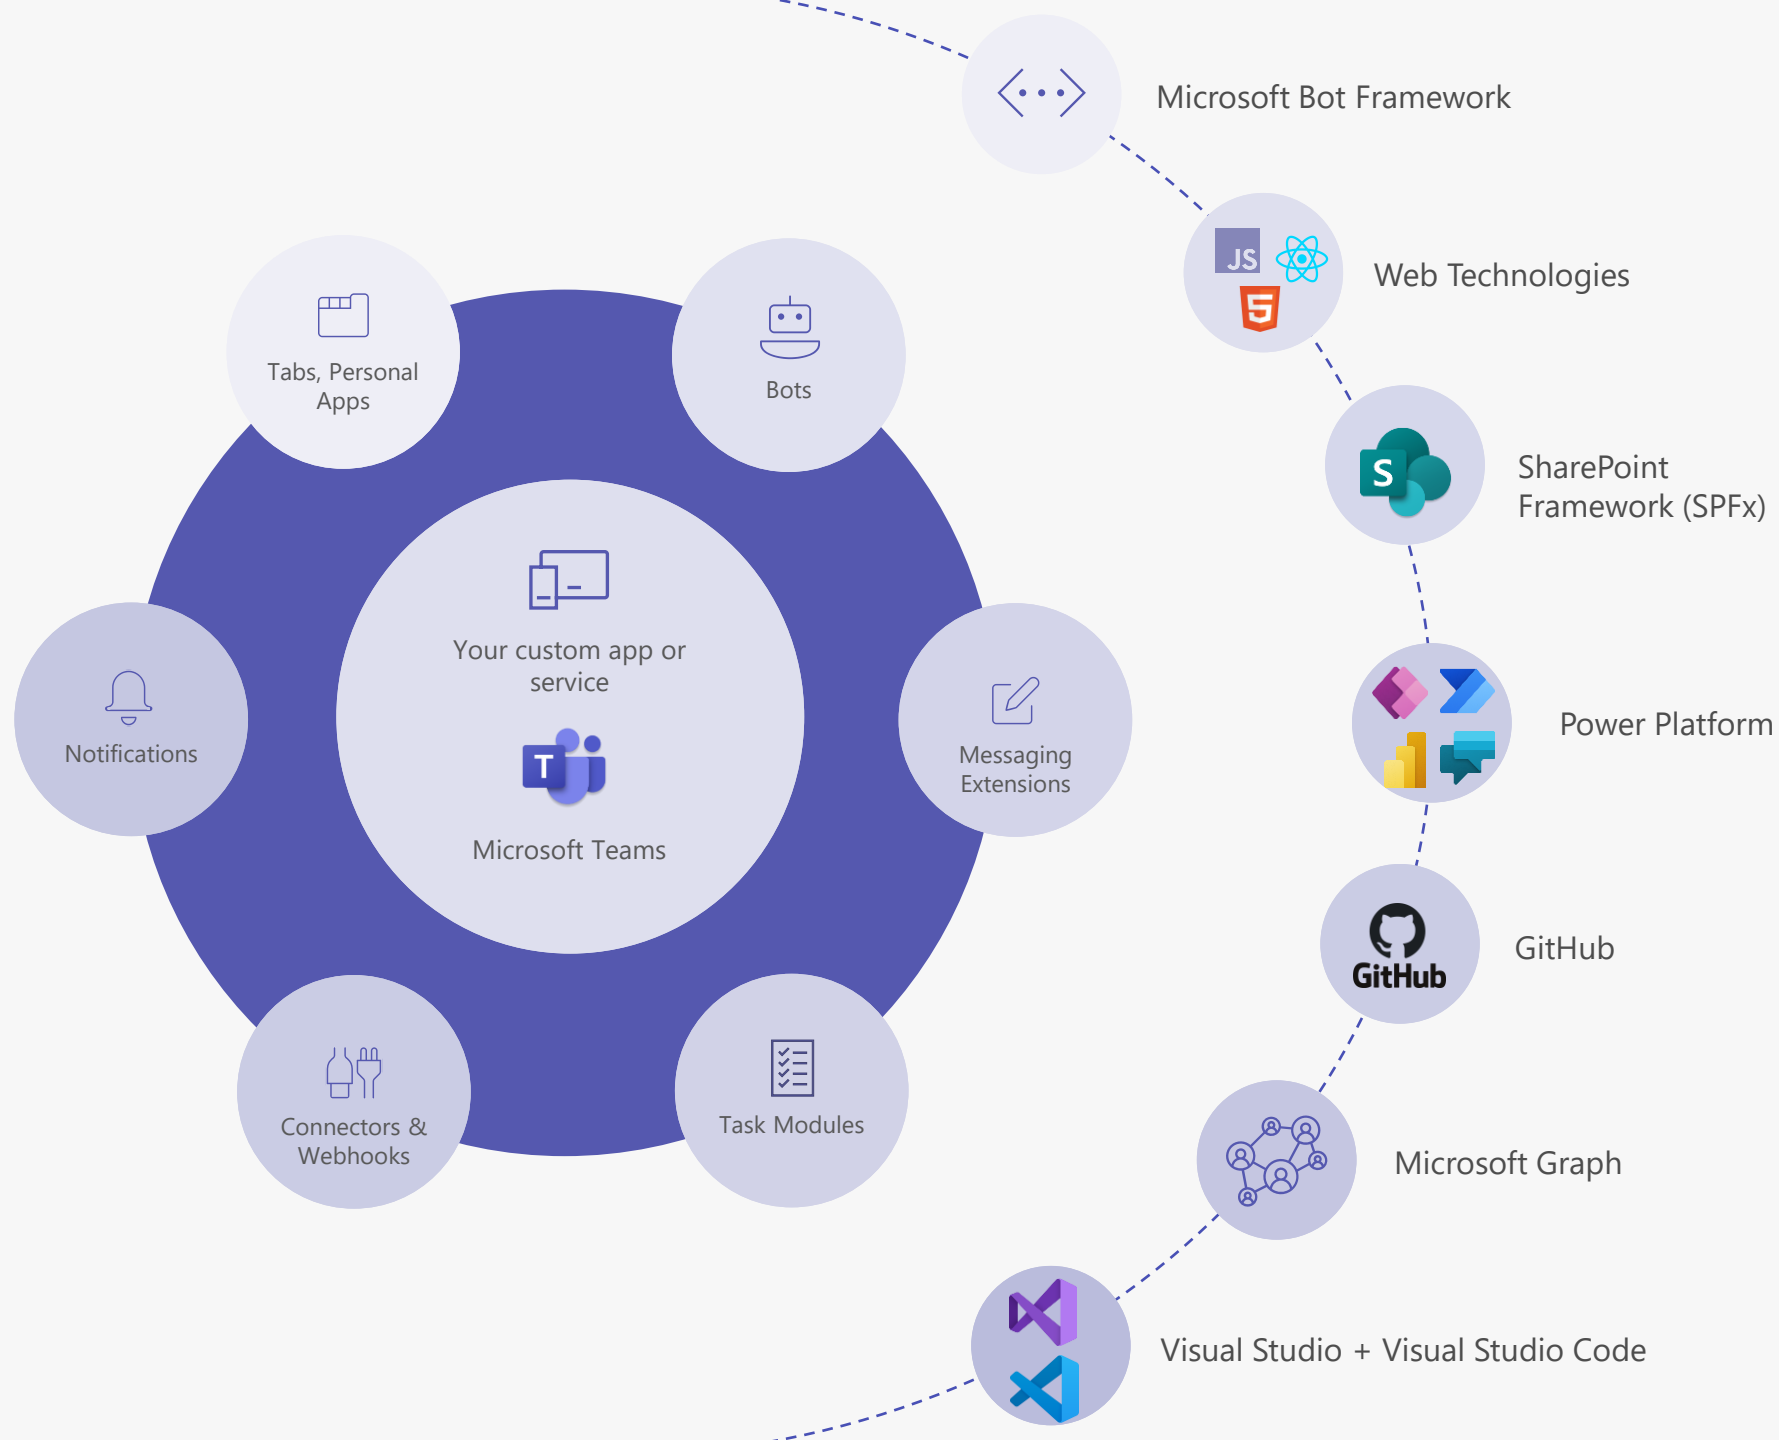 Microsoft Bot Framework
JS
5
Web Technologies
Tabs, Personal
Apps
Bots
S
SharePoint
Framework (SPFx)
Your custom app or
service
T
Microsoft Teams
Notifications
Messaging
Extensions
Power Platform
GitHub
GitHub
Connectors &
Webhooks
Task Modules
Microsoft Graph
Visual Studio + Visual Studio Code